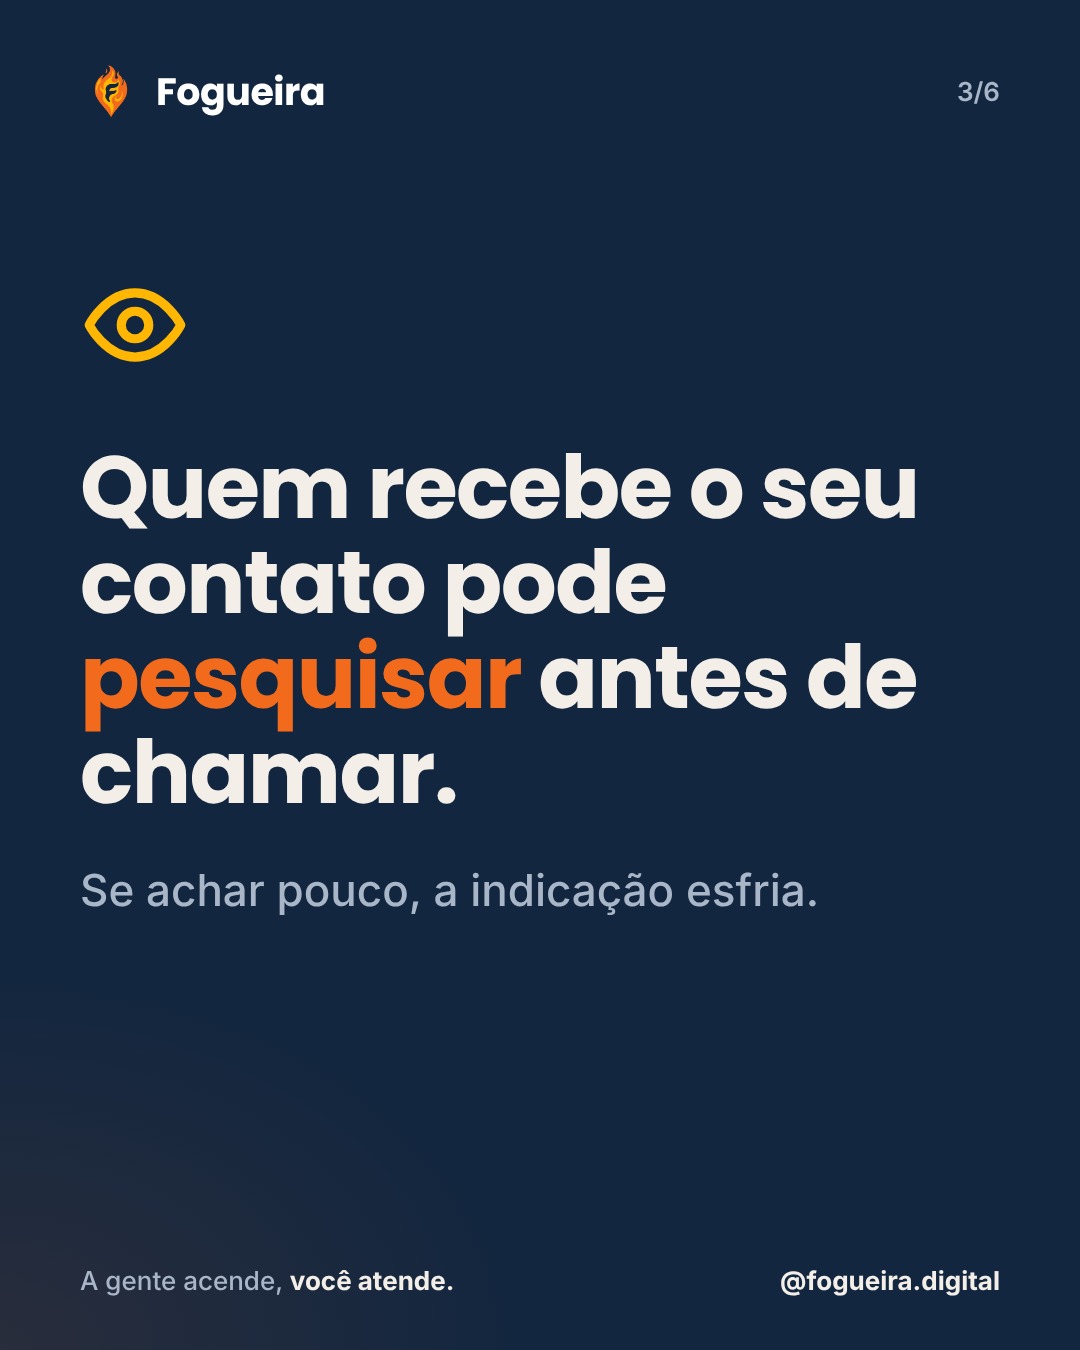 Fogueira
3/6
Quem recebe o seu
contato pode
pesquisar antes de
chamar.
Se achar pouco, a indicação esfria.
A gente acende, você atende.
@fogueira.digital